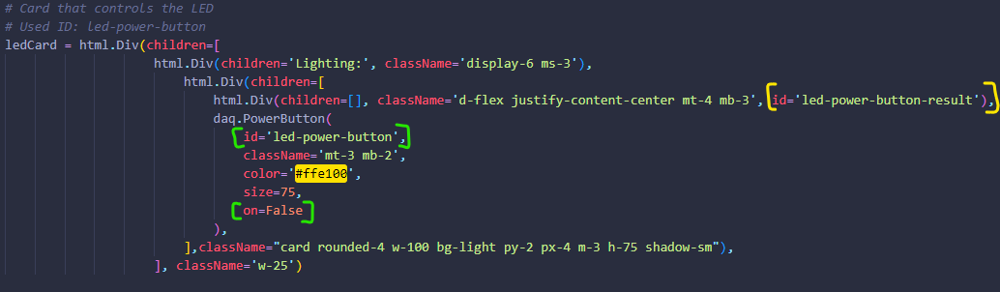 # Card that controls the LED
# Used ID: led-power-button
ledCard = html.Div(children=[
html.Div(children='Lighting:', className='display-6 ms-3'),
html.Div(children=[
html.Div(children=[], className='d-flex justify-content-center mt-4 mb-3', id='led-power-button-result'),
daq.PowerButton(
id='led-power-button',
className='mt-3 mb-2',
color='#ffe100',
size=75,
on=False
),
],className="card rounded-4 w-100 bg-light py-2 px-4 m-3 h-75 shadow-sm"),
], className='w-25')